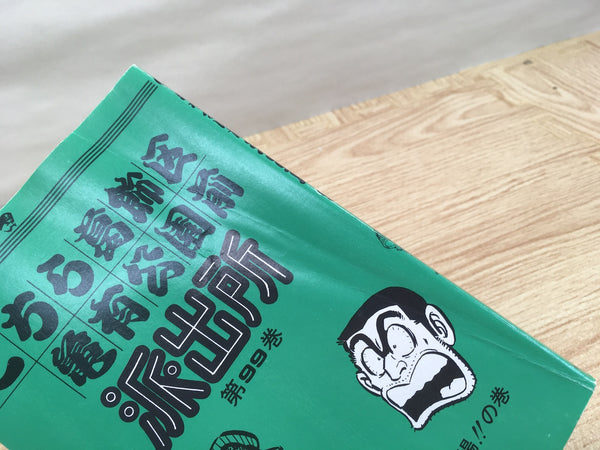 こちら葛飾区
亀有公園前
派出所
第99巻
場!!の巻